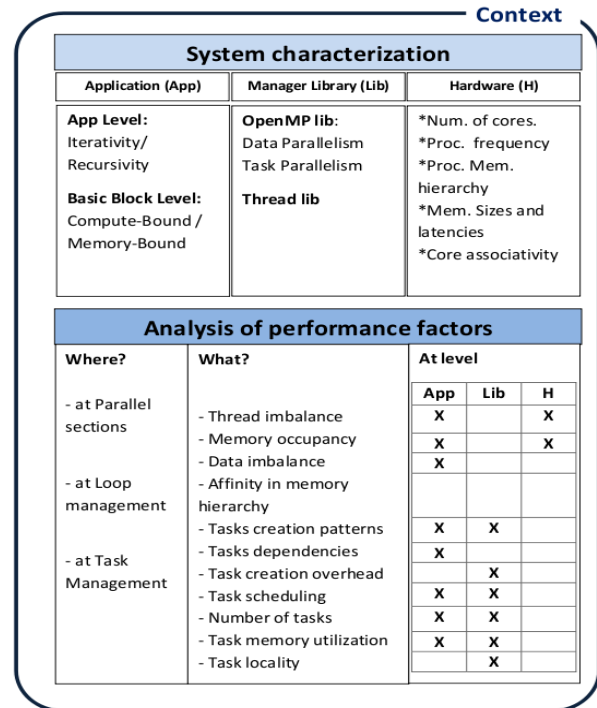 Context
System characterization
Application (App) Manager Library (Lib) Hardware (H)
App Level:
Iterativity/
Recursivity
Basic Block Level:
Compute-Bound /
Memory-Bound
OpenMP lib:
Data Parallelism
Task Parallelism
Thread lib
*Num. of cores.
*Proc. frequency
*Proc. Mem.
hierarchy
*Mem. Sizes and
latencies
*Core associativity
Analysis of performance factors
Where? What? At level
- at Parallel
sections
- at Loop
management
- at Task
Management
App Lib H
- Thread imbalance X X
- Memory occupancy X X
- Data imbalance X
- Affinity in memory
hierarchy
- Tasks creation patterns X X
- Tasks dependencies X
- Task creation overhead X
- Task scheduling X X
- Number of tasks X X
- Task memory utilization X X
- Task locality X